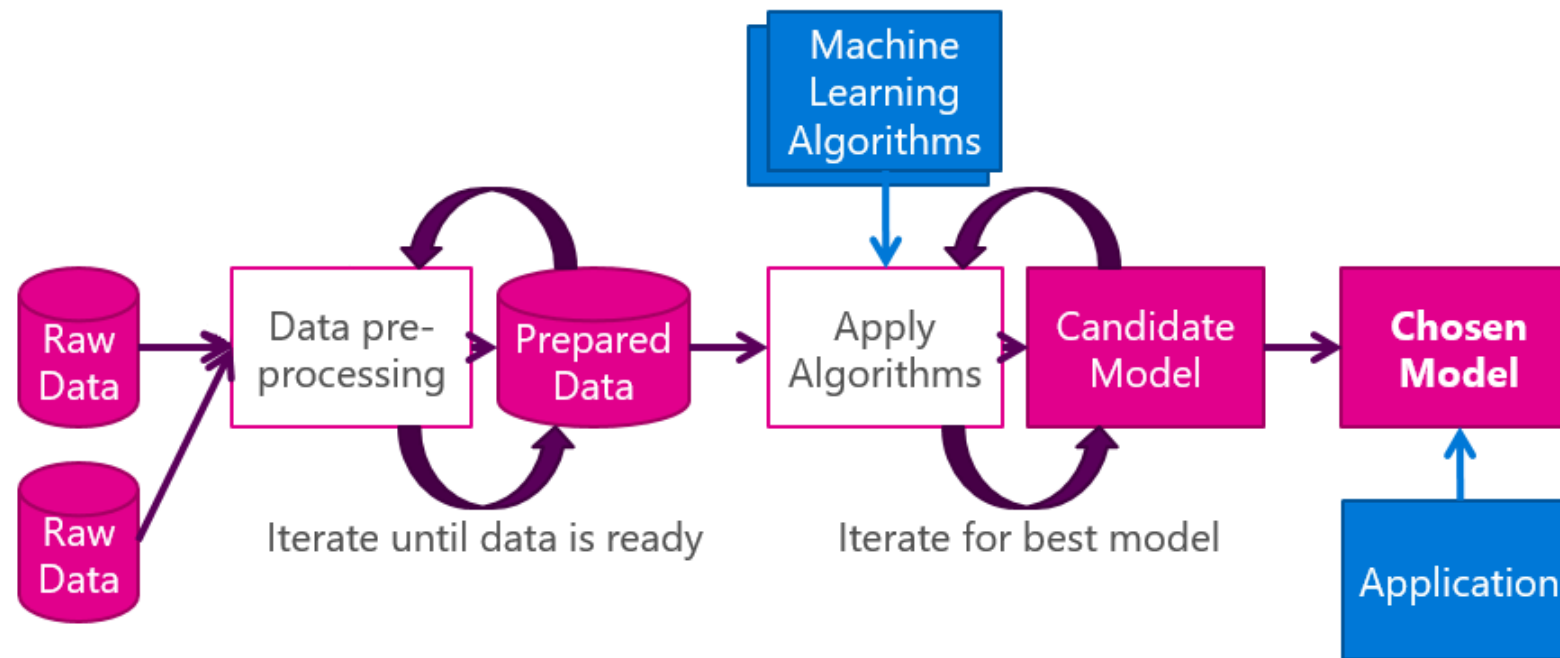 Machine
Learning
Algorithms
Raw
Data
Data pre-
processing
Prepared
Data
Apply
Algorithms
Candidate
Model
Chosen
Model
Raw
Data
Iterate until data is ready
Iterate for best model
Application